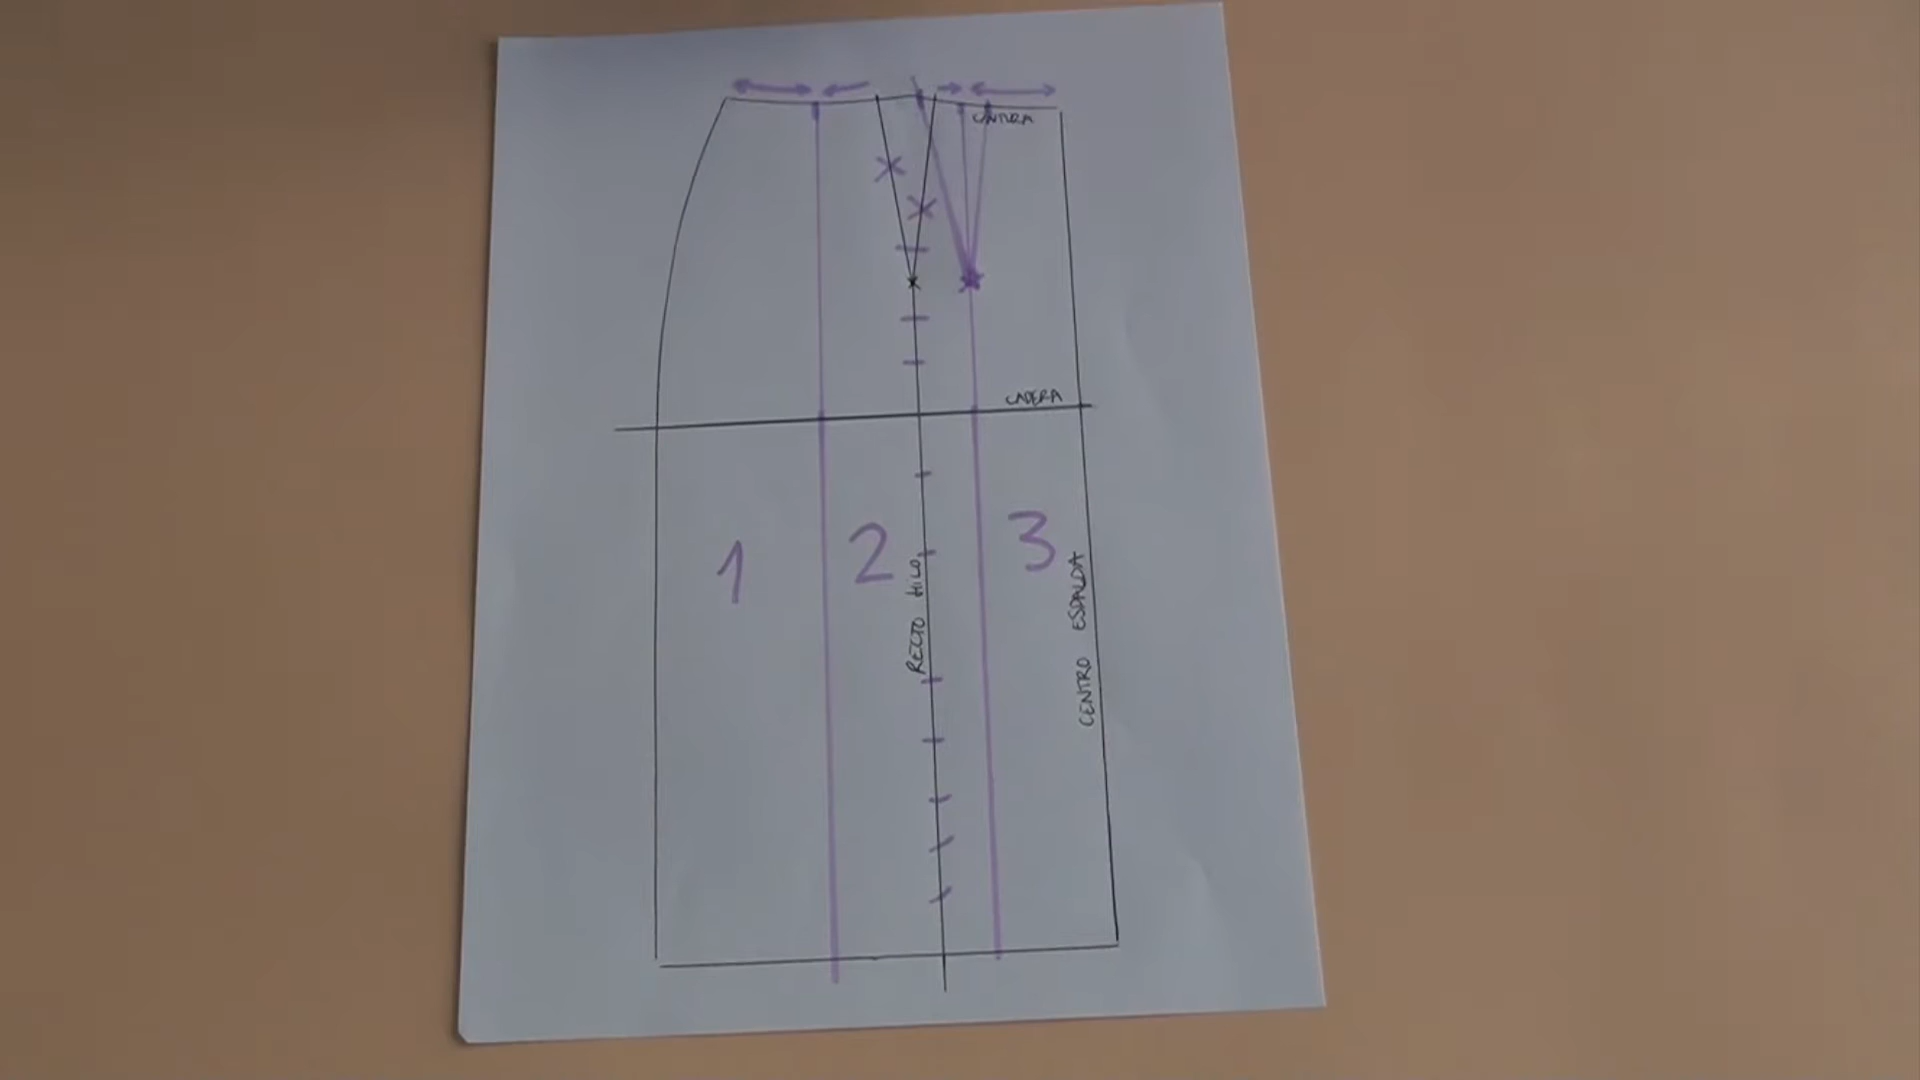 CINTURA
CADERA
1
2
3
RECTO HILO
CENTRO ESPALDA